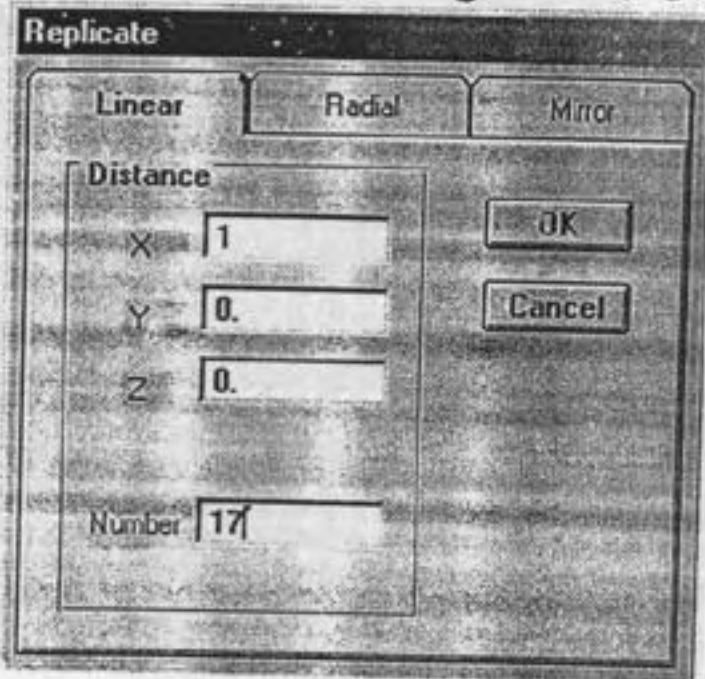 Replicate
Linear Radial Mirror
Distance
X 1 OK
Y 0. Cancel
Z 0.
Number 17